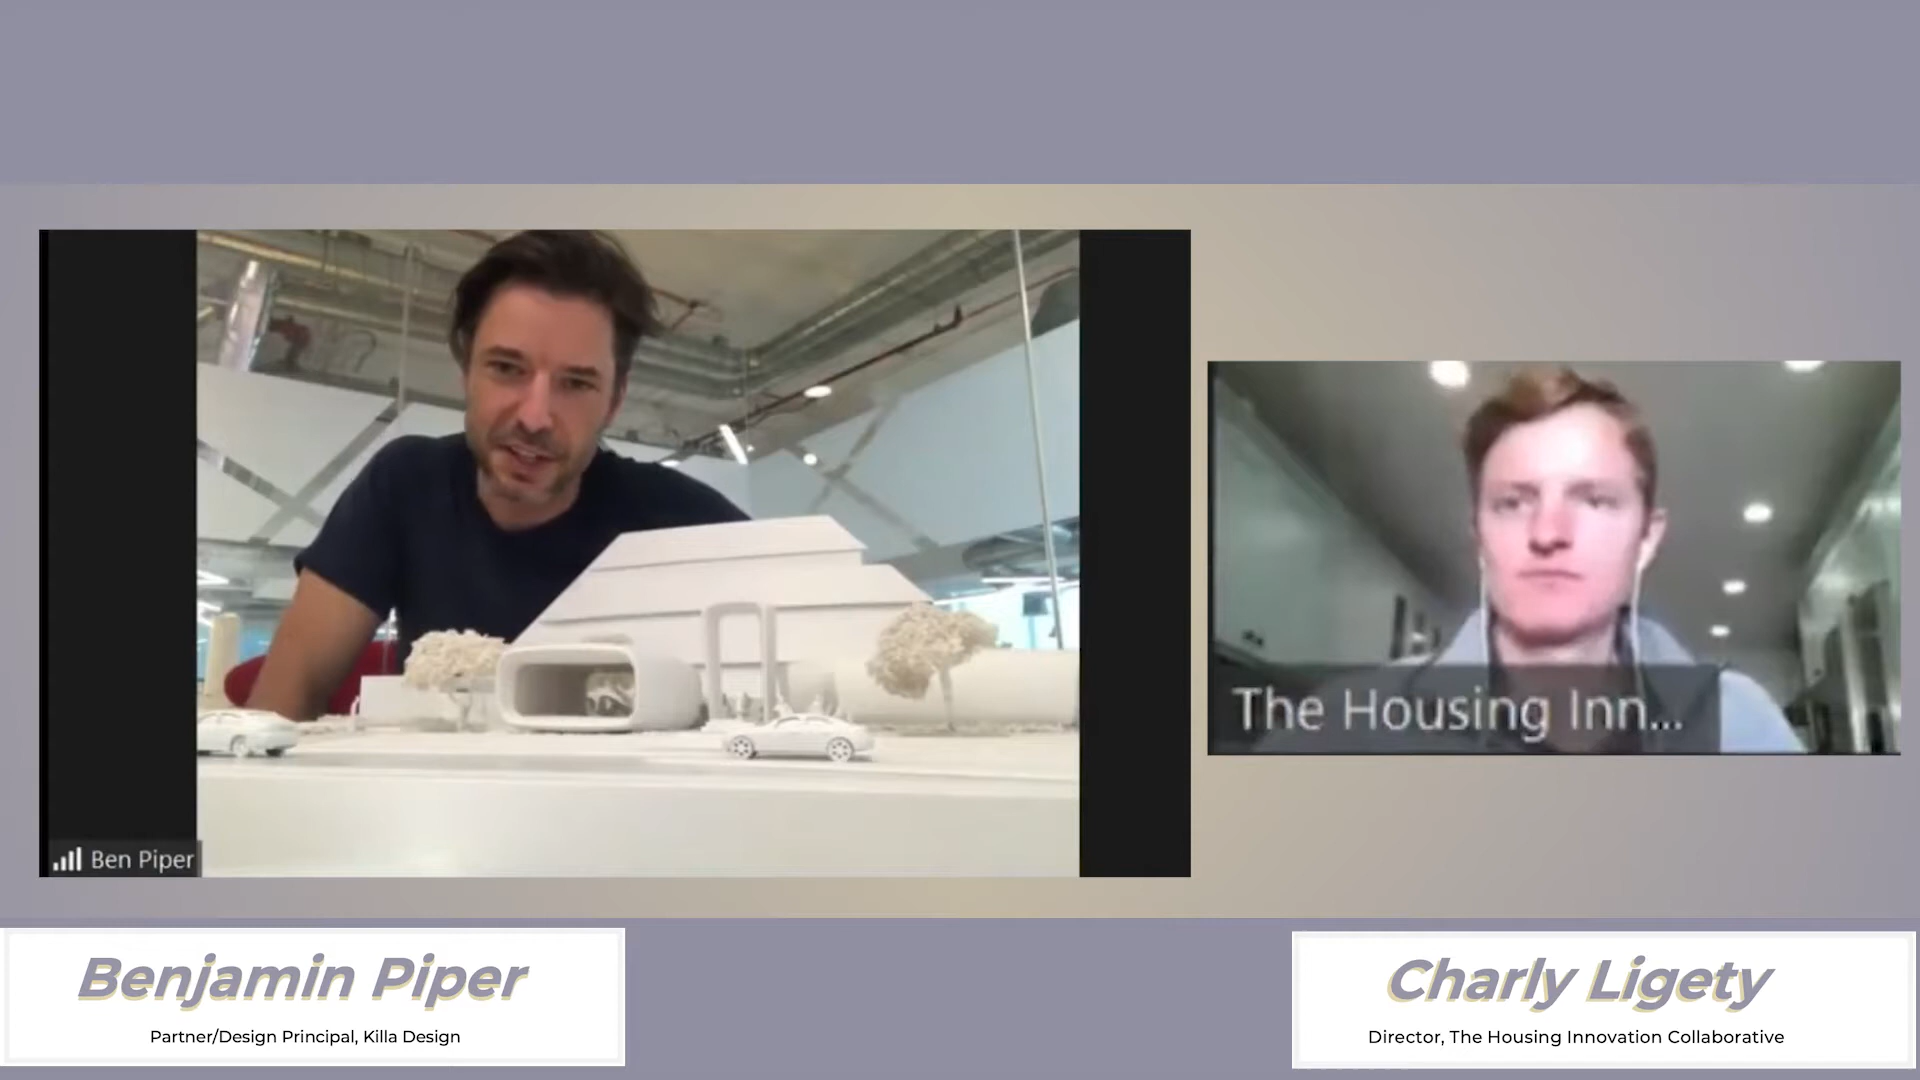 The Housing Inn...
Ben Piper
Benjamin Piper
Partner/Design Principal, Killa Design
Charly Ligety
Director, The Housing Innovation Collaborative